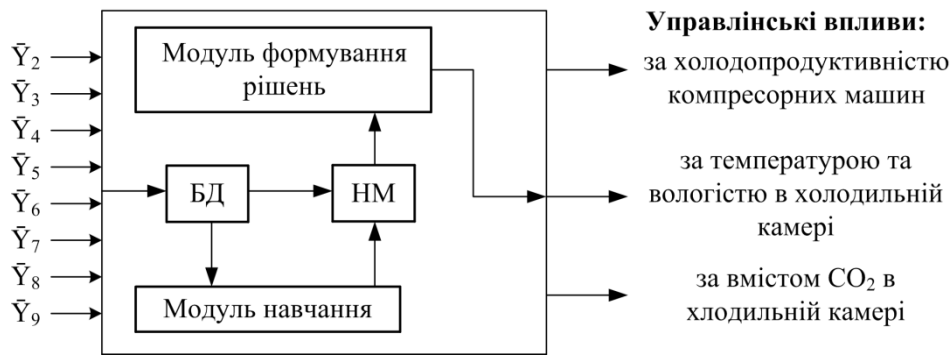 Ȳ2
Ȳ3
Ȳ4
Ȳ5
Ȳ6
Ȳ7
Ȳ8
Ȳ9
Модуль формування
рішень
БД
НМ
Модуль навчання
Управлінські впливи:
за холодопродуктивністю
компресорних машин
за температурою та
вологістю в холодильній
камері
за вмістом CO₂ в
хлодильній камері